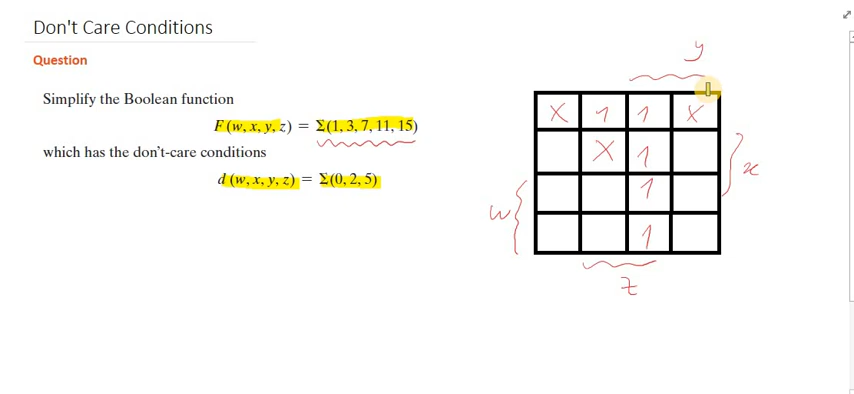 Don't Care Conditions
Question
Simplify the Boolean function
F (w, x, y, z) = Σ(1, 3, 7, 11, 15)
which has the don't-care conditions
d (w, x, y, z) = Σ(0, 2, 5)
y
X 1 1 X
X 1
x
1
w
1
z